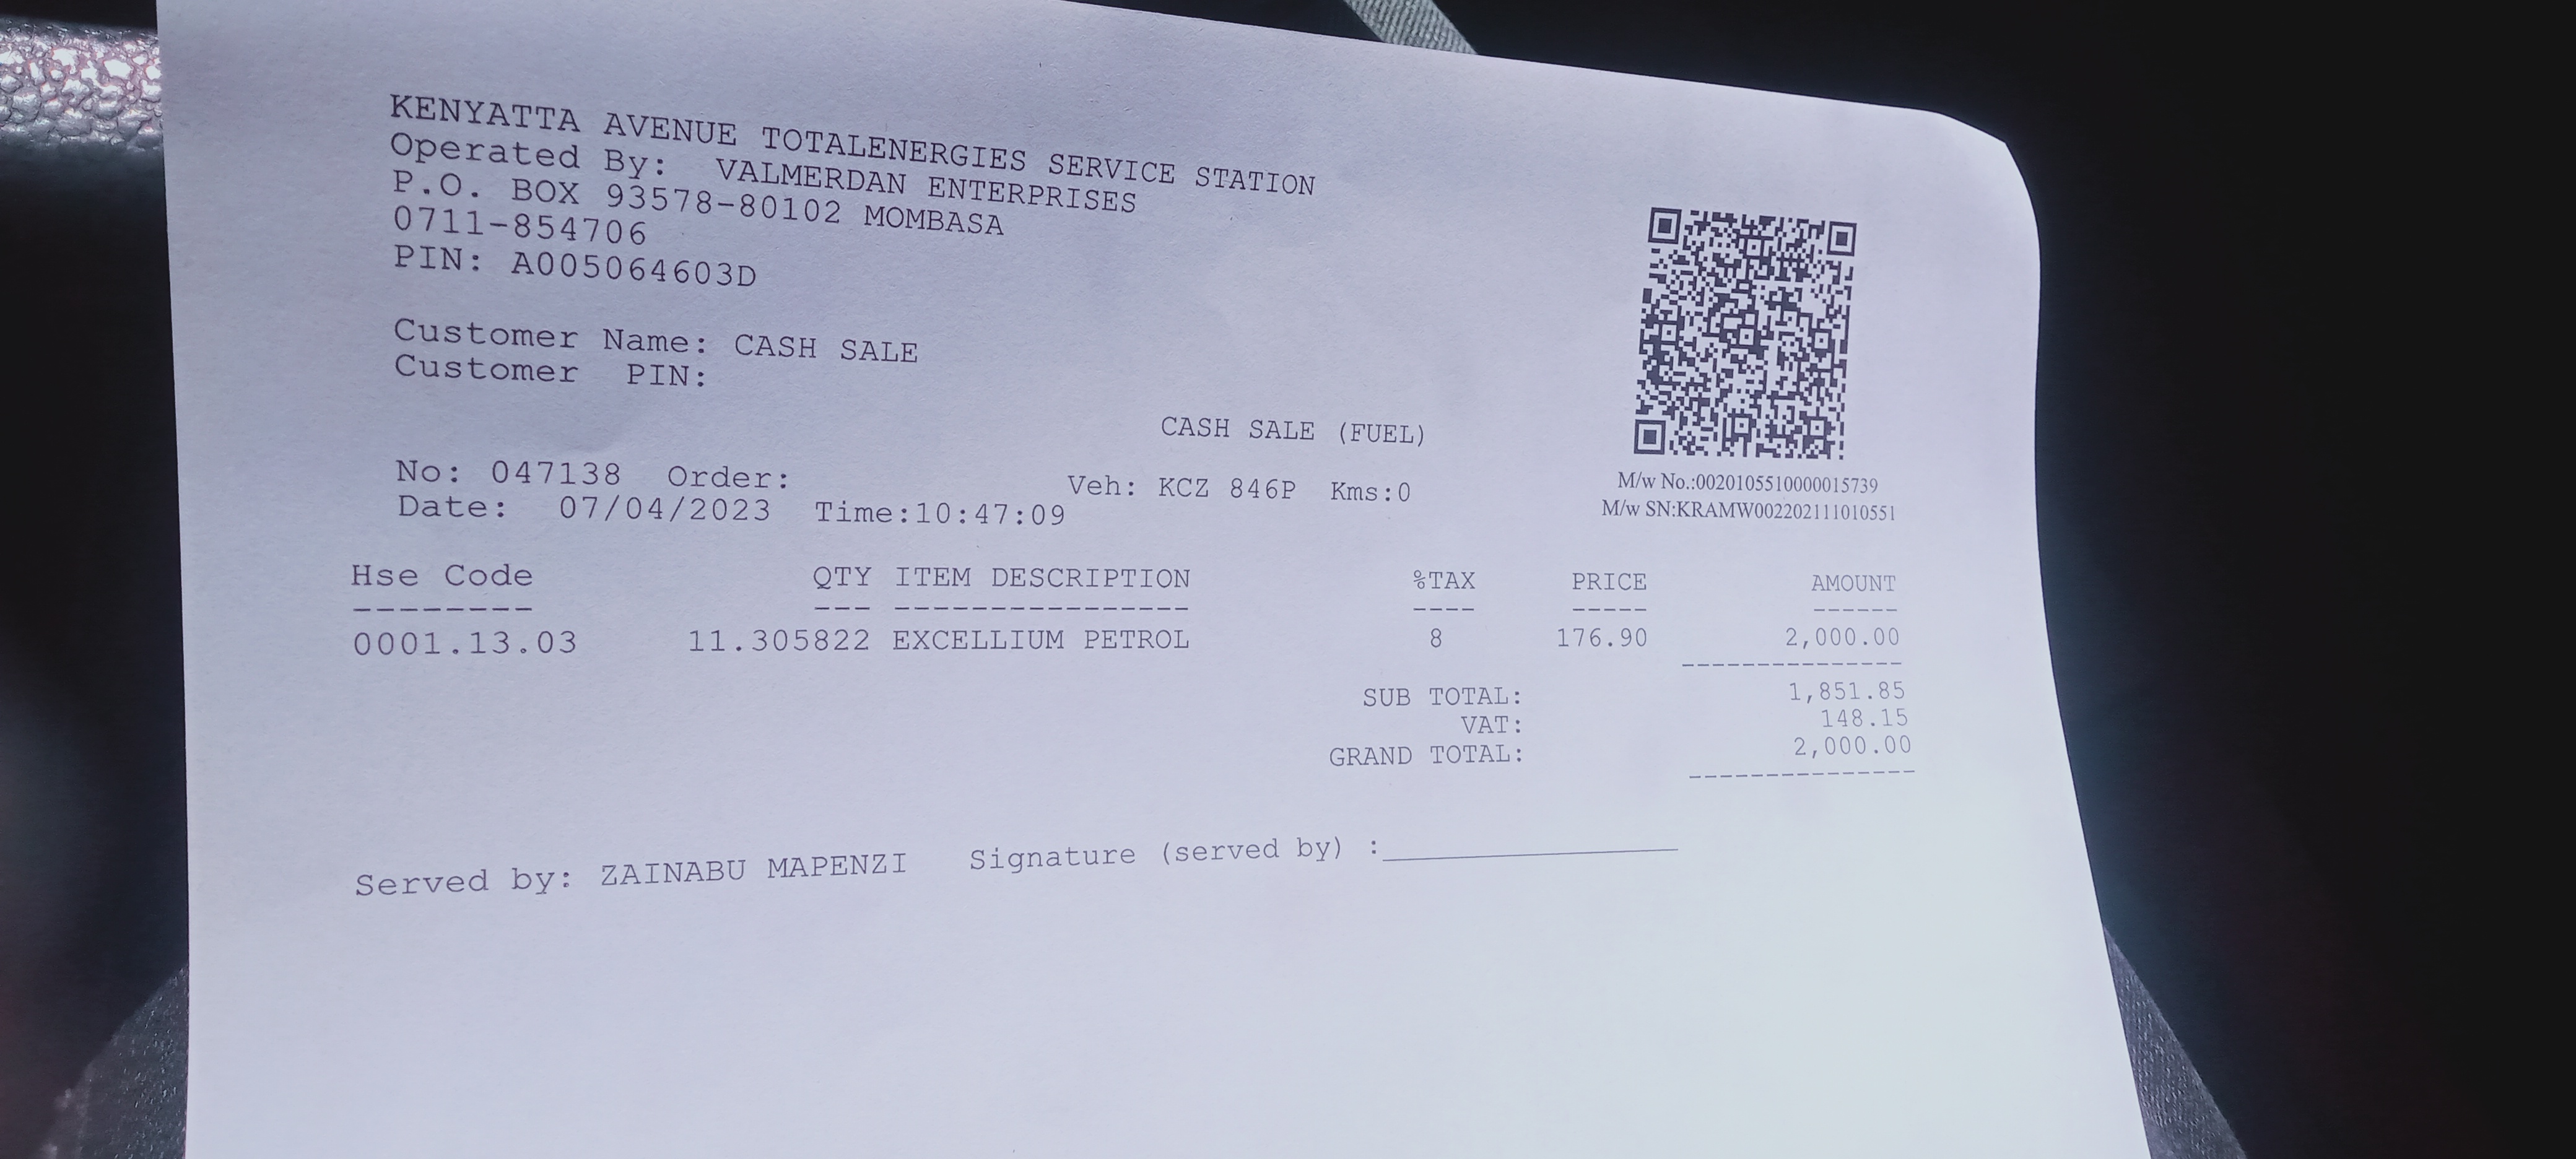 KENYATTA AVENUE TOTALENERGIES SERVICE STATION
Operated By: VALMERDAN ENTERPRISES
P.O. BOX 93578-80102 MOMBASA
0711-854706
PIN: A005064603D
Customer Name: CASH SALE
Customer PIN:
CASH SALE (FUEL)
No: 047138 Order: Veh: KCZ 846P Kms:0
Date: 07/04/2023 Time:10:47:09
M/w No.:0020105510000015739
M/w SN:KRAMW002202111010551
Hse Code QTY ITEM DESCRIPTION %TAX PRICE AMOUNT
-------- --- ---------------- ---- ----- ------
0001.13.03 11.305822 EXCELLIUM PETROL 8 176.90 2,000.00
SUB TOTAL: 1,851.85
VAT: 148.15
GRAND TOTAL: 2,000.00
Served by: ZAINABU MAPENZI Signature (served by) :